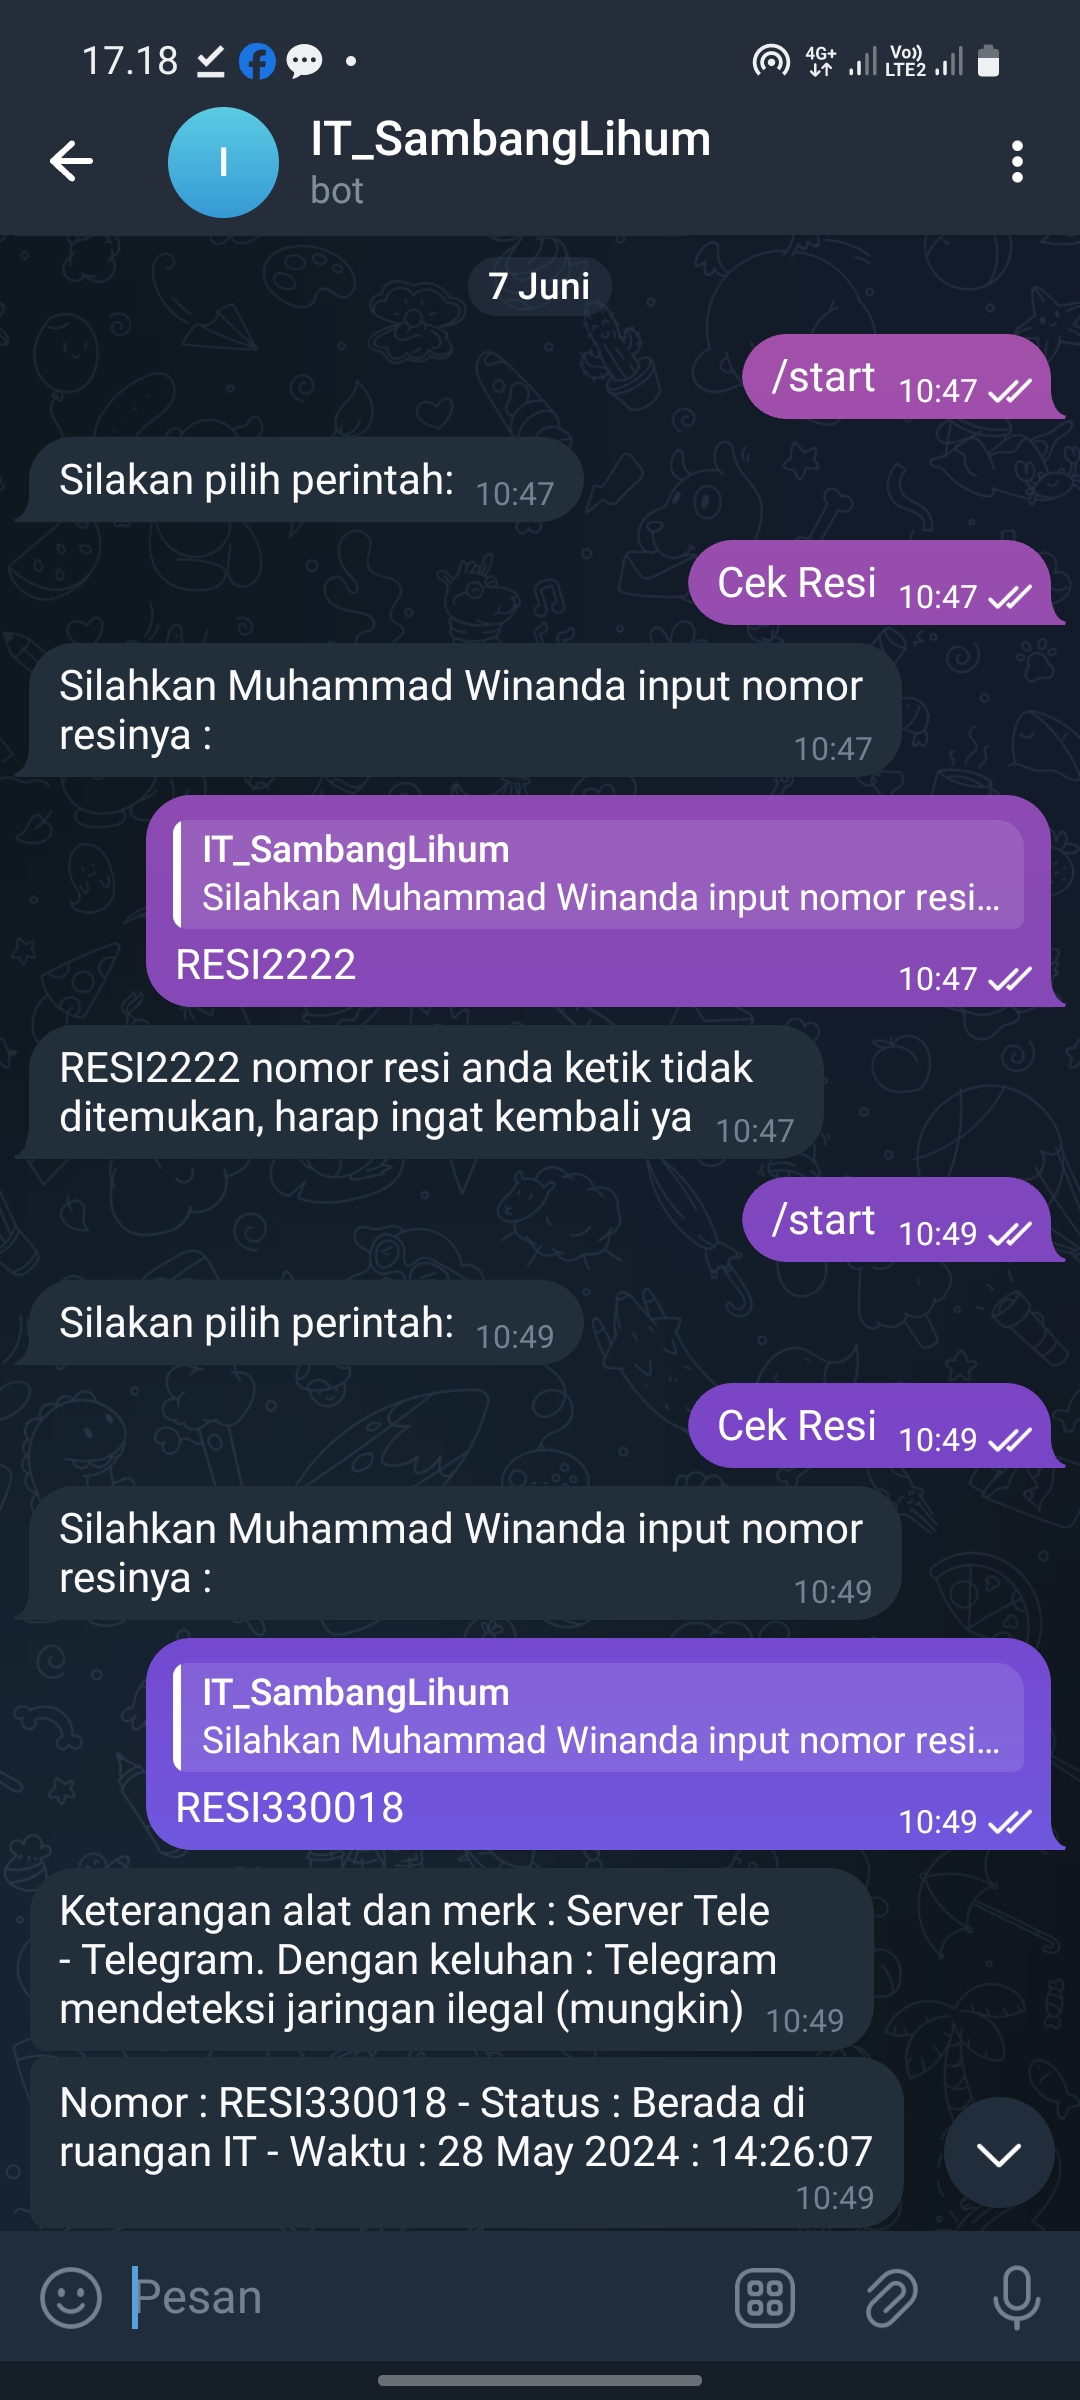 17.18
4G+
Vo))
LTE2
I
IT_SambangLihum
bot
7 Juni
/start 10:47
Silakan pilih perintah: 10:47
Cek Resi 10:47
Silahkan Muhammad Winanda input nomor
resinya :
10:47
IT_SambangLihum
Silahkan Muhammad Winanda input nomor resi...
RESI2222
10:47
RESI2222 nomor resi anda ketik tidak
ditemukan, harap ingat kembali ya 10:47
/start 10:49
Silakan pilih perintah: 10:49
Cek Resi 10:49
Silahkan Muhammad Winanda input nomor
resinya :
10:49
IT_SambangLihum
Silahkan Muhammad Winanda input nomor resi...
RESI330018
10:49
Keterangan alat dan merk : Server Tele
- Telegram. Dengan keluhan : Telegram
mendeteksi jaringan ilegal (mungkin) 10:49
Nomor : RESI330018 - Status : Berada di
ruangan IT - Waktu : 28 May 2024 : 14:26:07
10:49
Pesan